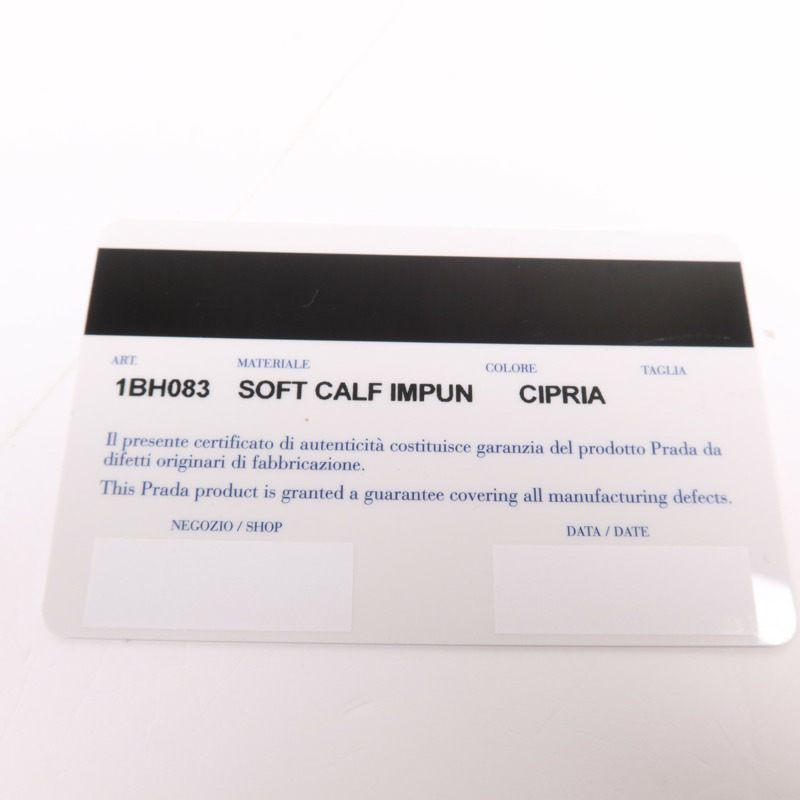 ART. MATERIALE COLORE TAGLIA
1BH083 SOFT CALF IMPUN CIPRIA
Il presente certificato di autenticità costituisce garanzia del prodotto Prada da
difetti originari di fabbricazione.
This Prada product is granted a guarantee covering all manufacturing defects.
NEGOZIO / SHOP DATA / DATE